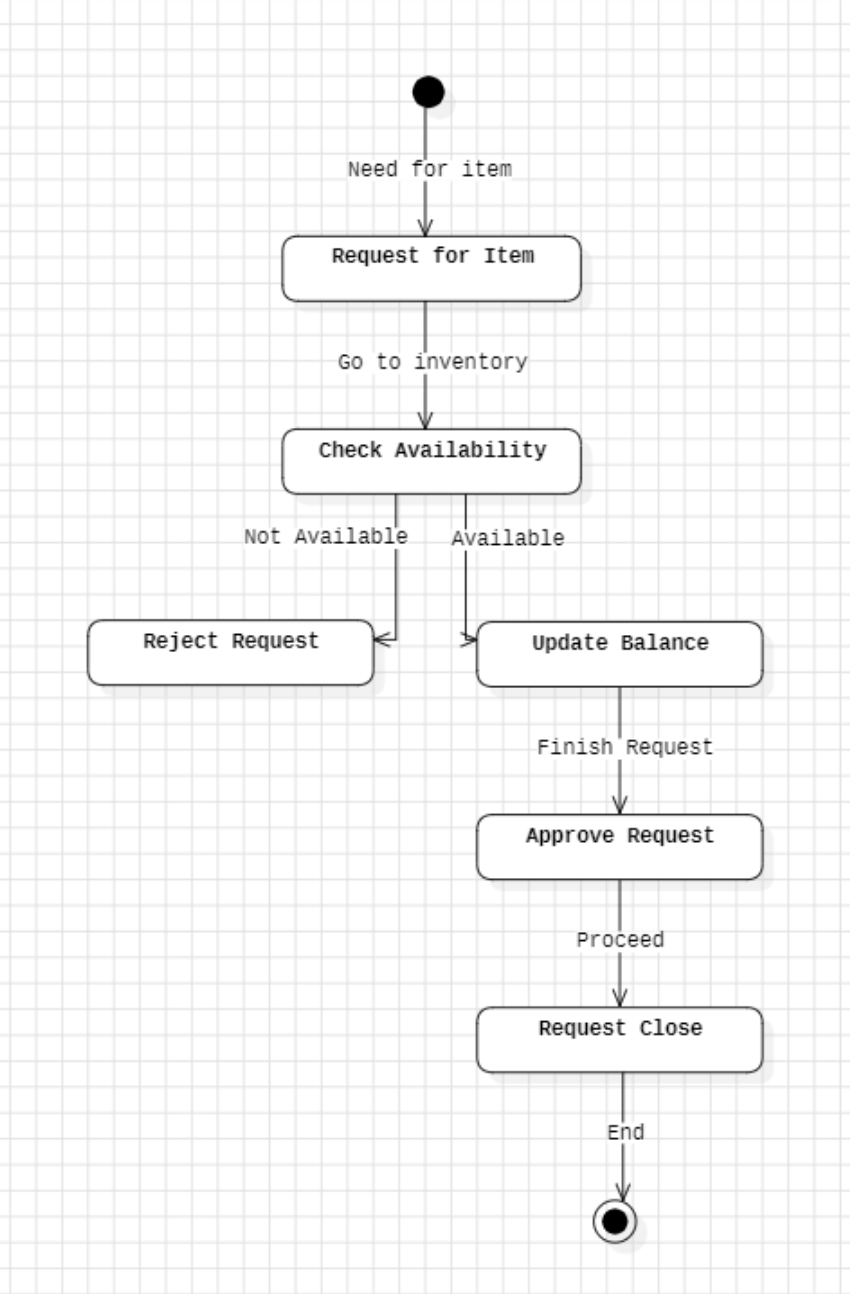 Need for item
Request for Item
Go to inventory
Check Availability
Not Available
Available
Reject Request
Update Balance
Finish Request
Approve Request
Proceed
Request Close
End